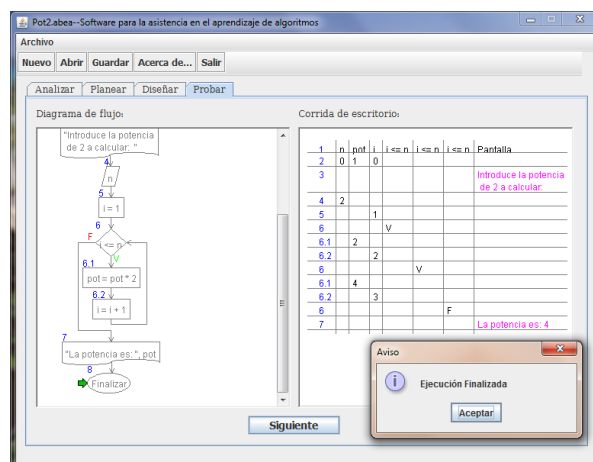 Pot2.abea--Software para la asistencia en el aprendizaje de algoritmos
Archivo
Nuevo Abrir Guardar Acerca de... Salir
Analizar Planear Diseñar Probar
Diagrama de flujo:
"Introduce la potencia
de 2 a calcular: "
4
n
5
i = 1
6
F
i <= n
V
6.1
pot = pot * 2
6.2
i = i + 1
7
"La potencia es: ", pot
8
Finalizar
Corrida de escritorio:
1 n pot i i <= n i <= n i <= n Pantalla
2 0 1 0
3 Introduce la potencia
de 2 a calcular:
4 2
5 1
6 V
6.1 2
6.2 2
6 V
6.1 4
6.2 3
6 F
7 La potencia es: 4
Aviso
i
Ejecución Finalizada
Aceptar
Siguiente